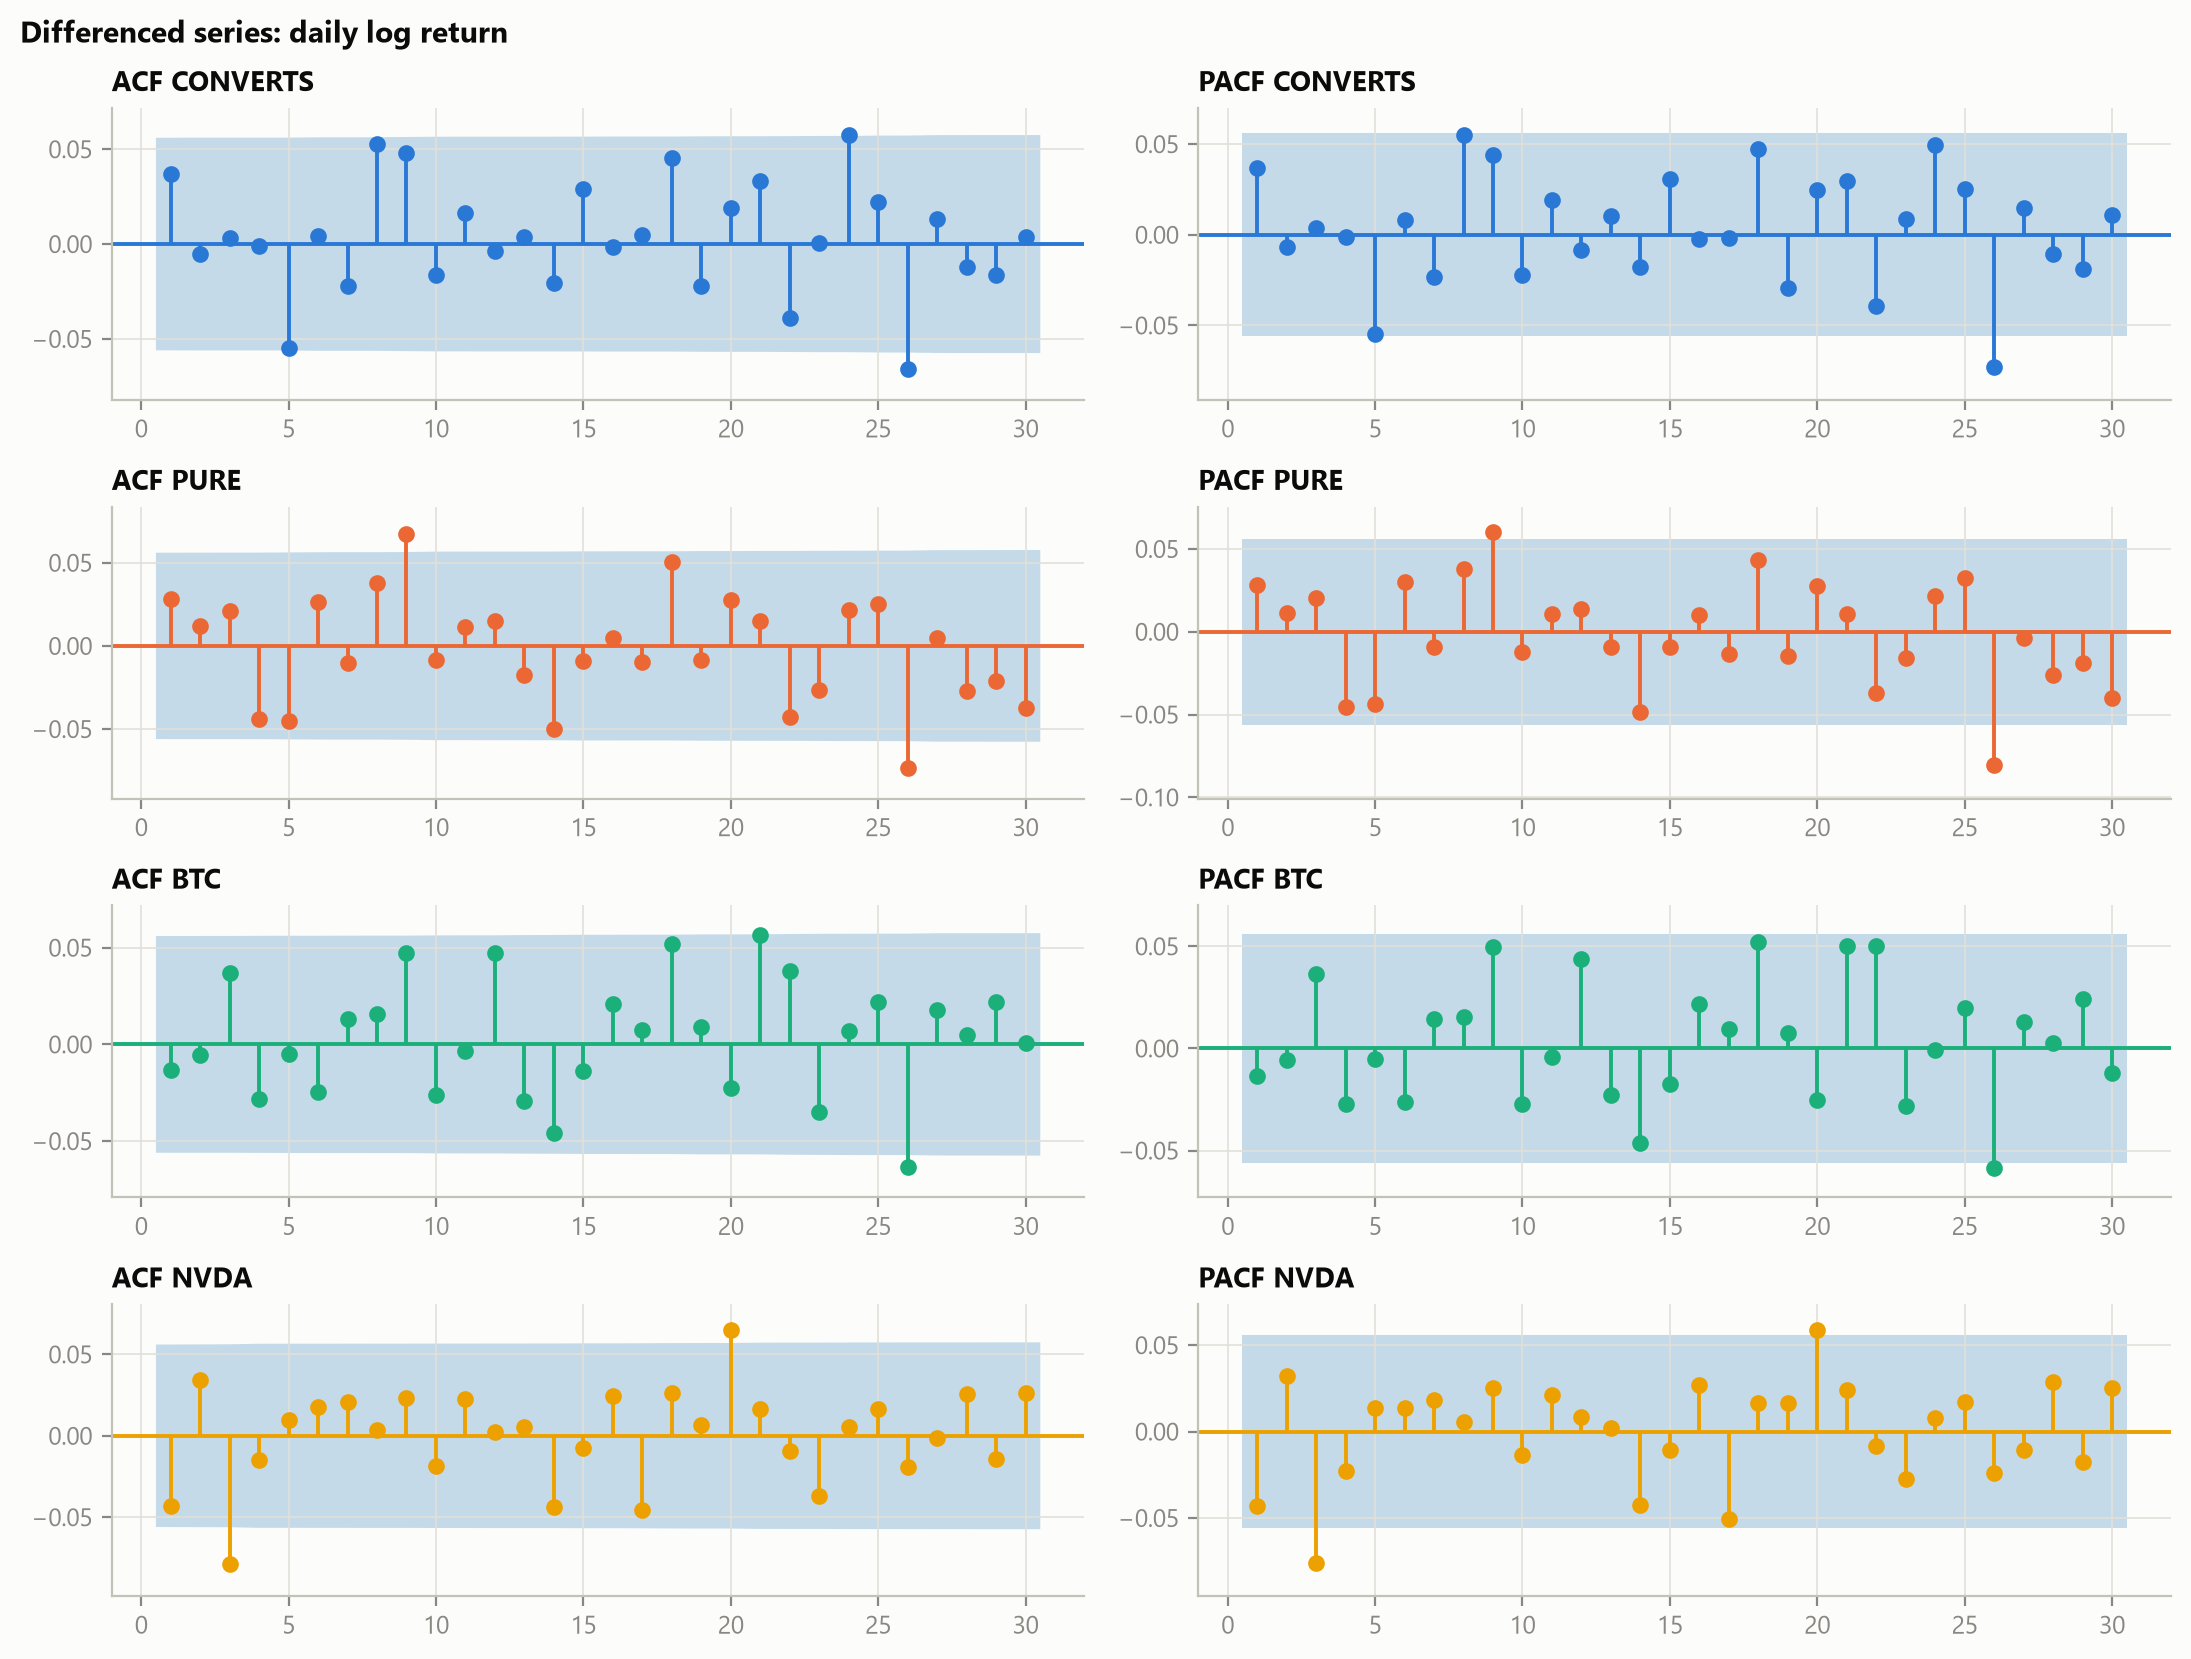 Differenced series: daily log return
ACF CONVERTS
0.05
0.00
−0.05
0 5 10 15 20 25 30
PACF CONVERTS
0.05
0.00
−0.05
0 5 10 15 20 25 30
ACF PURE
0.05
0.00
−0.05
0 5 10 15 20 25 30
PACF PURE
0.05
0.00
−0.05
−0.10
0 5 10 15 20 25 30
ACF BTC
0.05
0.00
−0.05
0 5 10 15 20 25 30
PACF BTC
0.05
0.00
−0.05
0 5 10 15 20 25 30
ACF NVDA
0.05
0.00
−0.05
0 5 10 15 20 25 30
PACF NVDA
0.05
0.00
−0.05
0 5 10 15 20 25 30